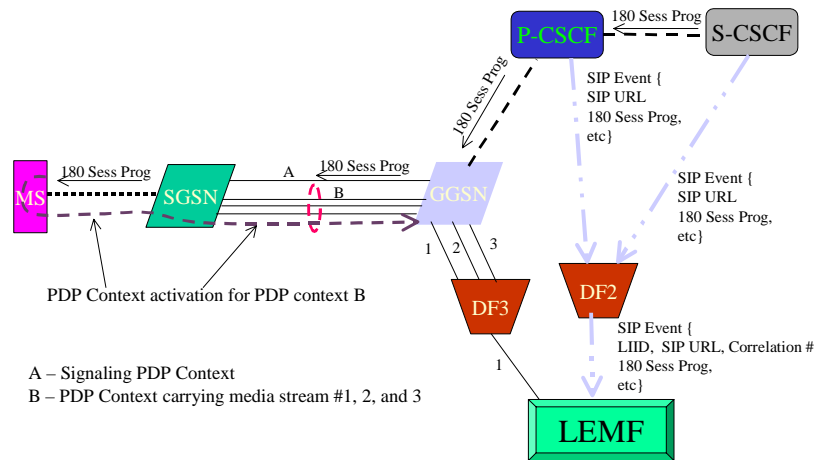 180 Sess Prog
P-CSCF
S-CSCF
180 Sess Prog
SIP Event {
SIP URL
180 Sess Prog,
etc}
180 Sess Prog
A
180 Sess Prog
MS
SGSN
B
GGSN
SIP Event {
SIP URL
180 Sess Prog,
etc}
1
2
3
PDP Context activation for PDP context B
DF3
DF2
SIP Event {
LIID,  SIP URL, Correlation #
180 Sess Prog,
etc}
1
A – Signaling PDP Context
B – PDP Context carrying media stream #1, 2, and 3
LEMF